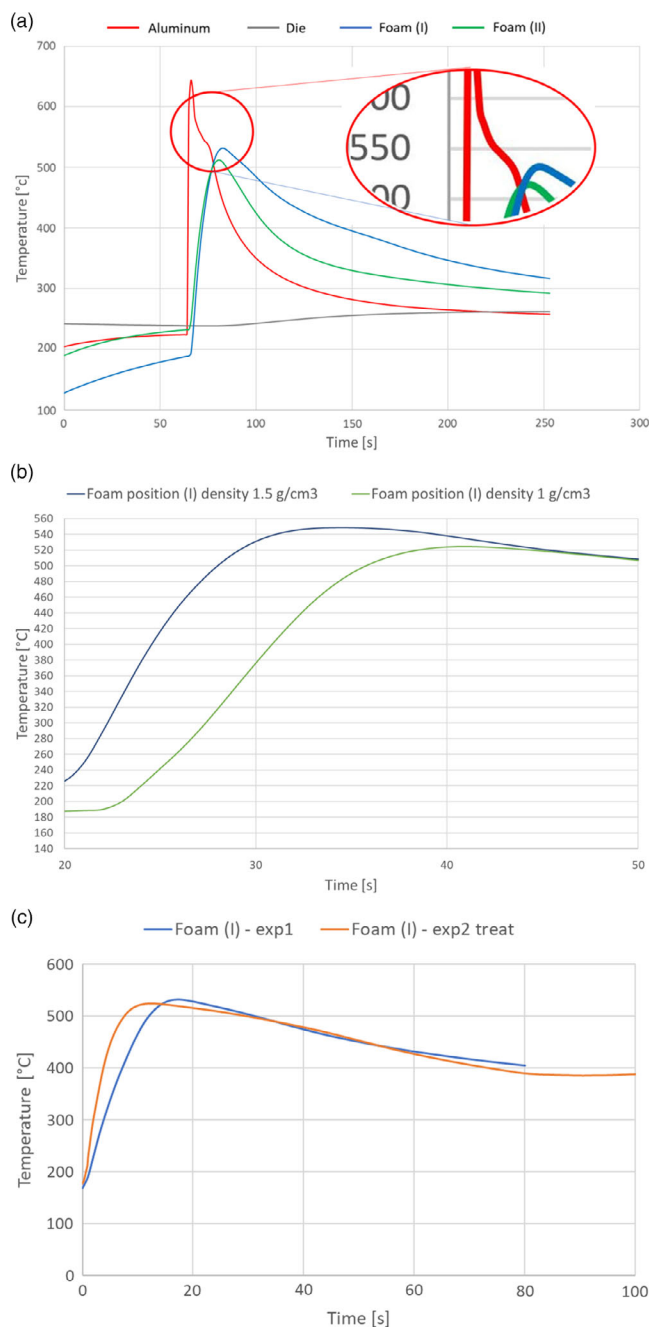 (a)
Aluminum Die Foam (I) Foam (II)
700
600
500
400
300
200
100
0 50 100 150 200 250 300
Temperature [°c]
Time [s]
00
550
00
(b)
Foam position (I) density 1.5 g/cm3 Foam position (I) density 1 g/cm3
560
540
520
500
480
460
440
420
400
380
360
340
320
300
280
260
240
220
200
180
160
140
20 30 40 50
Temperature [°C]
Time [s]
(c)
Foam (I) - exp1 Foam (I) - exp2 treat
600
500
400
300
200
100
0
0 20 40 60 80 100
Temperature [°C]
Time [s]